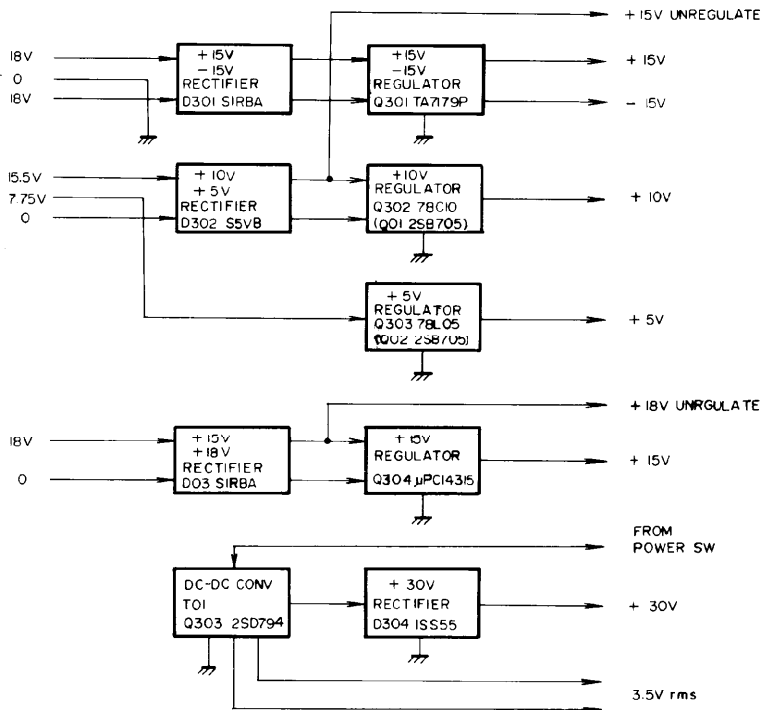 +15V UNREGULATE
18V
0
18V
+15V
-15V
RECTIFIER
D301 SIRBA
+15V
-15V
REGULATOR
Q301 TA7179P
+15V
- 15V
15.5V
7.75V
0
+ 10V
+ 5V
RECTIFIER
D302 S5VB
+10V
REGULATOR
Q302 78C10
(Q01 2SB705)
+ 10V
+ 5V
REGULATOR
Q303 78L05
(Q02 2SB705)
+ 5V
+18V UNRGULATE
18V
0
+15V
+18V
RECTIFIER
D03 SIRBA
+ 15V
REGULATOR
Q304 µPC14315
+ 15V
FROM
POWER SW
DC-DC CONV
T01
Q303 2SD794
+ 30V
RECTIFIER
D304 ISS55
+ 30V
3.5V rms